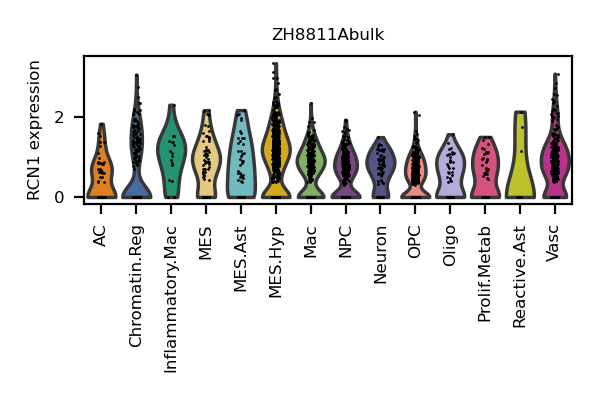 ZH8811Abulk
RCN1 expression
2
0
AC
Chromatin.Reg
Inflammatory.Mac
MES
MES.Ast
MES.Hyp
Mac
NPC
Neuron
OPC
Oligo
Prolif.Metab
Reactive.Ast
Vasc